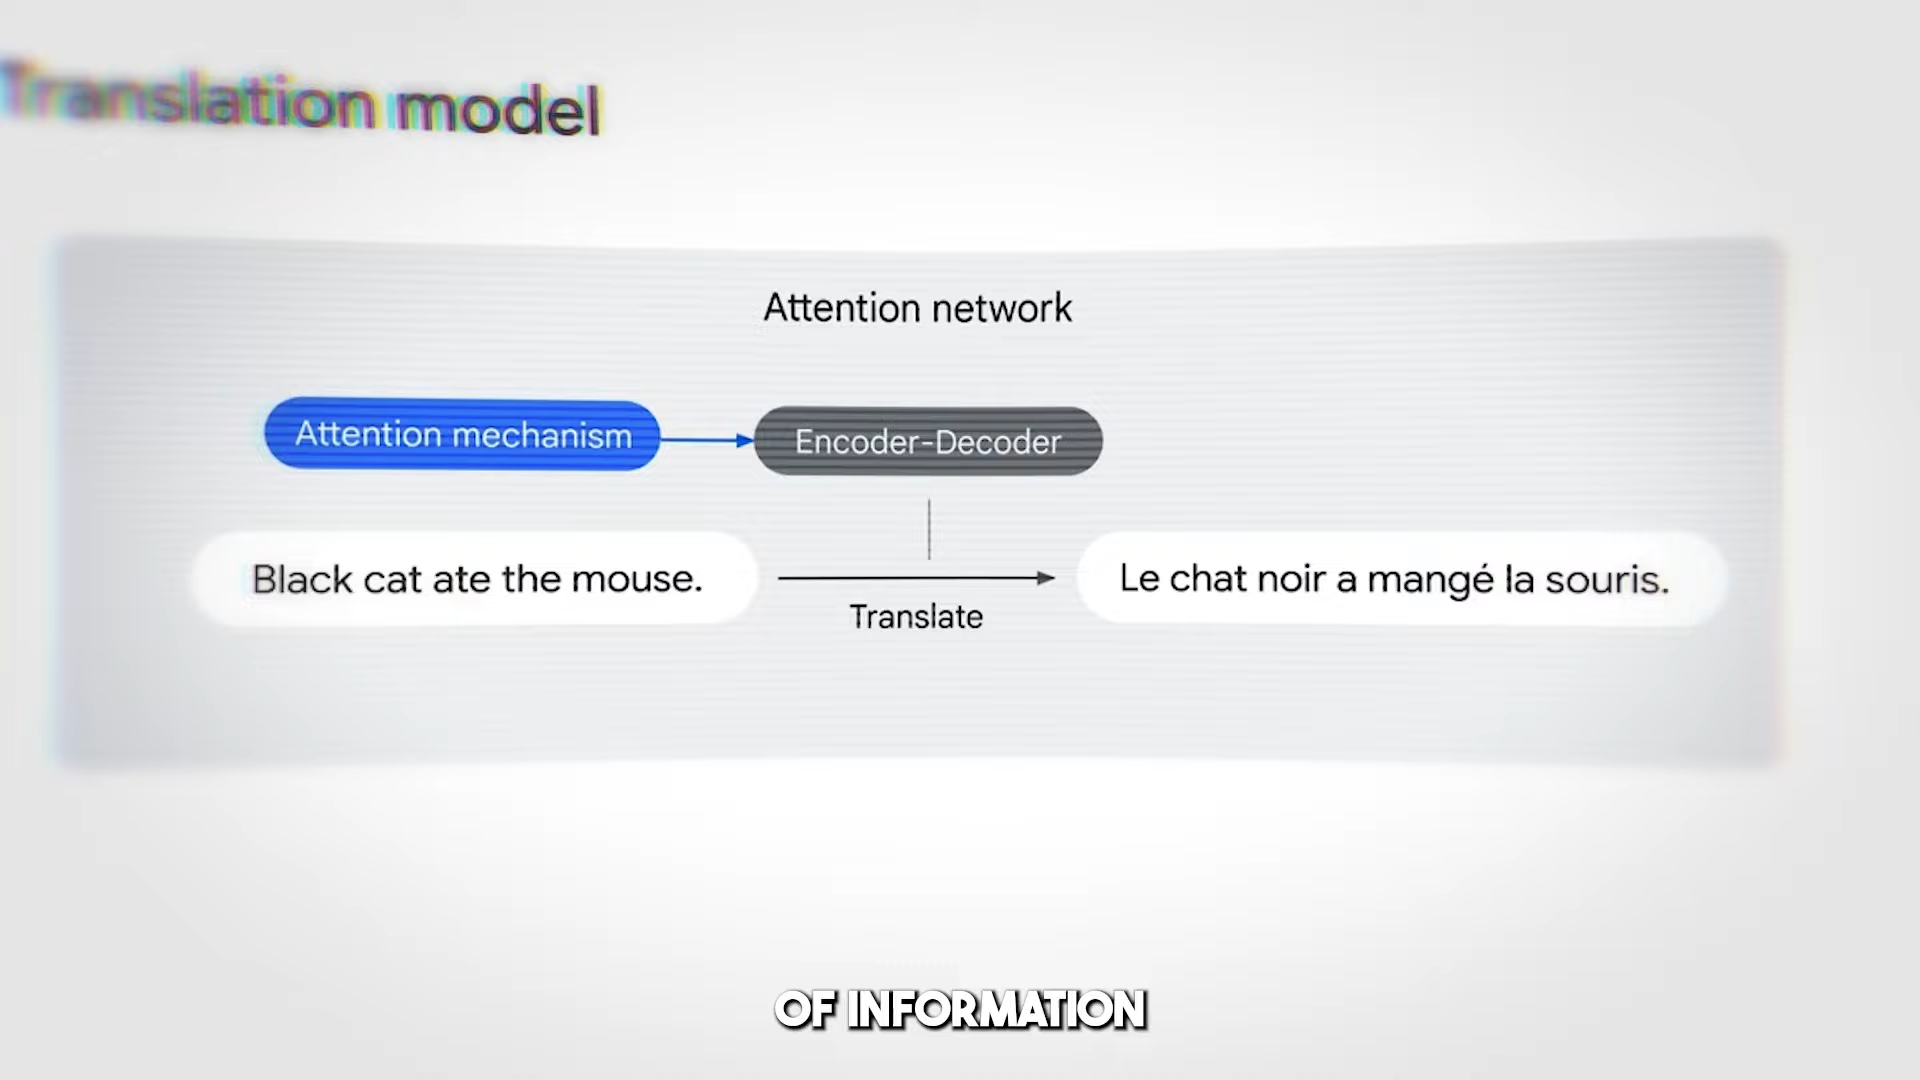 Translation model
Attention network
Attention mechanism
Encoder-Decoder
Black cat ate the mouse.
Translate
Le chat noir a mangé la souris.
OF INFORMATION